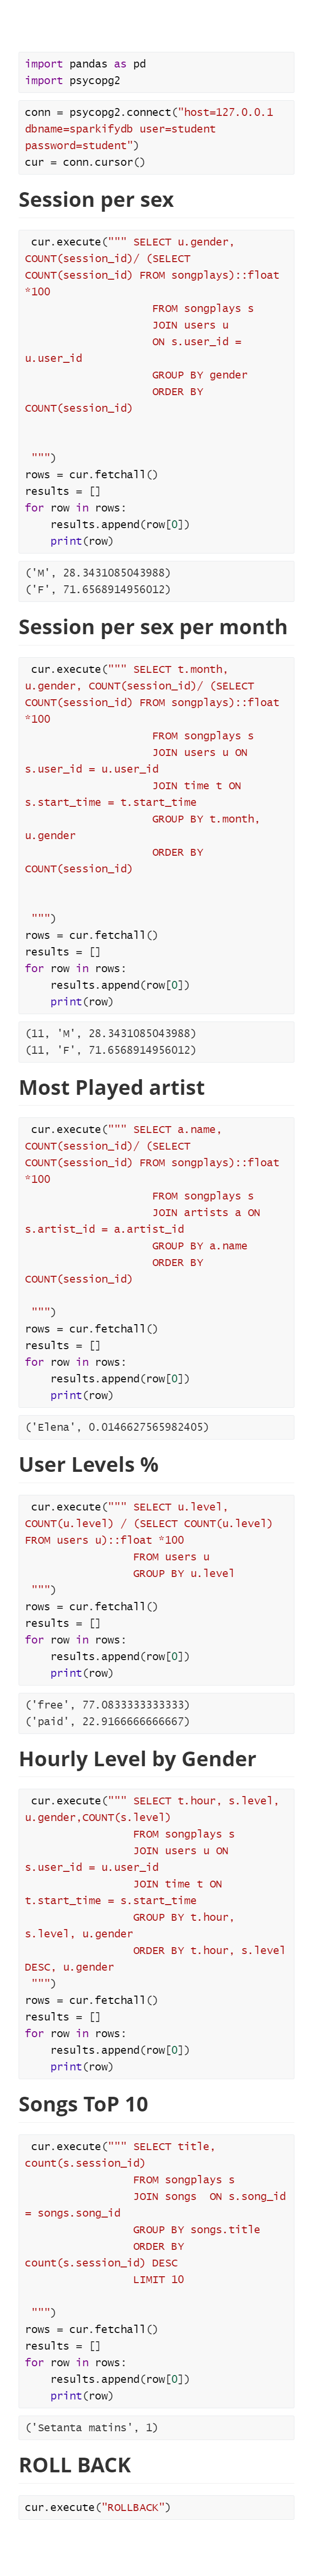 import pandas as pd
import psycopg2
conn = psycopg2.connect("host=127.0.0.1
dbname=sparkifydb user=student
password=student")
cur = conn.cursor()
Session per sex
cur.execute(""" SELECT u.gender,
COUNT(session_id)/ (SELECT
COUNT(session_id) FROM songplays)::float
*100
FROM songplays s
JOIN users u
ON s.user_id =
u.user_id
GROUP BY gender
ORDER BY
COUNT(session_id)
""")
rows = cur.fetchall()
results = []
for row in rows:
results.append(row[0])
print(row)
('M', 28.3431085043988)
('F', 71.6568914956012)
Session per sex per month
cur.execute(""" SELECT t.month,
u.gender, COUNT(session_id)/ (SELECT
COUNT(session_id) FROM songplays)::float
*100
FROM songplays s
JOIN users u ON
s.user_id = u.user_id
JOIN time t ON
s.start_time = t.start_time
GROUP BY t.month,
u.gender
ORDER BY
COUNT(session_id)
""")
rows = cur.fetchall()
results = []
for row in rows:
results.append(row[0])
print(row)
(11, 'M', 28.3431085043988)
(11, 'F', 71.6568914956012)
Most Played artist
cur.execute(""" SELECT a.name,
COUNT(session_id)/ (SELECT
COUNT(session_id) FROM songplays)::float
*100
FROM songplays s
JOIN artists a ON
s.artist_id = a.artist_id
GROUP BY a.name
ORDER BY
COUNT(session_id)
""")
rows = cur.fetchall()
results = []
for row in rows:
results.append(row[0])
print(row)
('Elena', 0.0146627565982405)
User Levels %
cur.execute(""" SELECT u.level,
COUNT(u.level) / (SELECT COUNT(u.level)
FROM users u)::float *100
FROM users u
GROUP BY u.level
""")
rows = cur.fetchall()
results = []
for row in rows:
results.append(row[0])
print(row)
('free', 77.0833333333333)
('paid', 22.9166666666667)
Hourly Level by Gender
cur.execute(""" SELECT t.hour, s.level,
u.gender,COUNT(s.level)
FROM songplays s
JOIN users u ON
s.user_id = u.user_id
JOIN time t ON
t.start_time = s.start_time
GROUP BY t.hour,
s.level, u.gender
ORDER BY t.hour, s.level
DESC, u.gender
""")
rows = cur.fetchall()
results = []
for row in rows:
results.append(row[0])
print(row)
Songs ToP 10
cur.execute(""" SELECT title,
count(s.session_id)
FROM songplays s
JOIN songs  ON s.song_id
= songs.song_id
GROUP BY songs.title
ORDER BY
count(s.session_id) DESC
LIMIT 10
""")
rows = cur.fetchall()
results = []
for row in rows:
results.append(row[0])
print(row)
('Setanta matins', 1)
ROLL BACK
cur.execute("ROLLBACK")